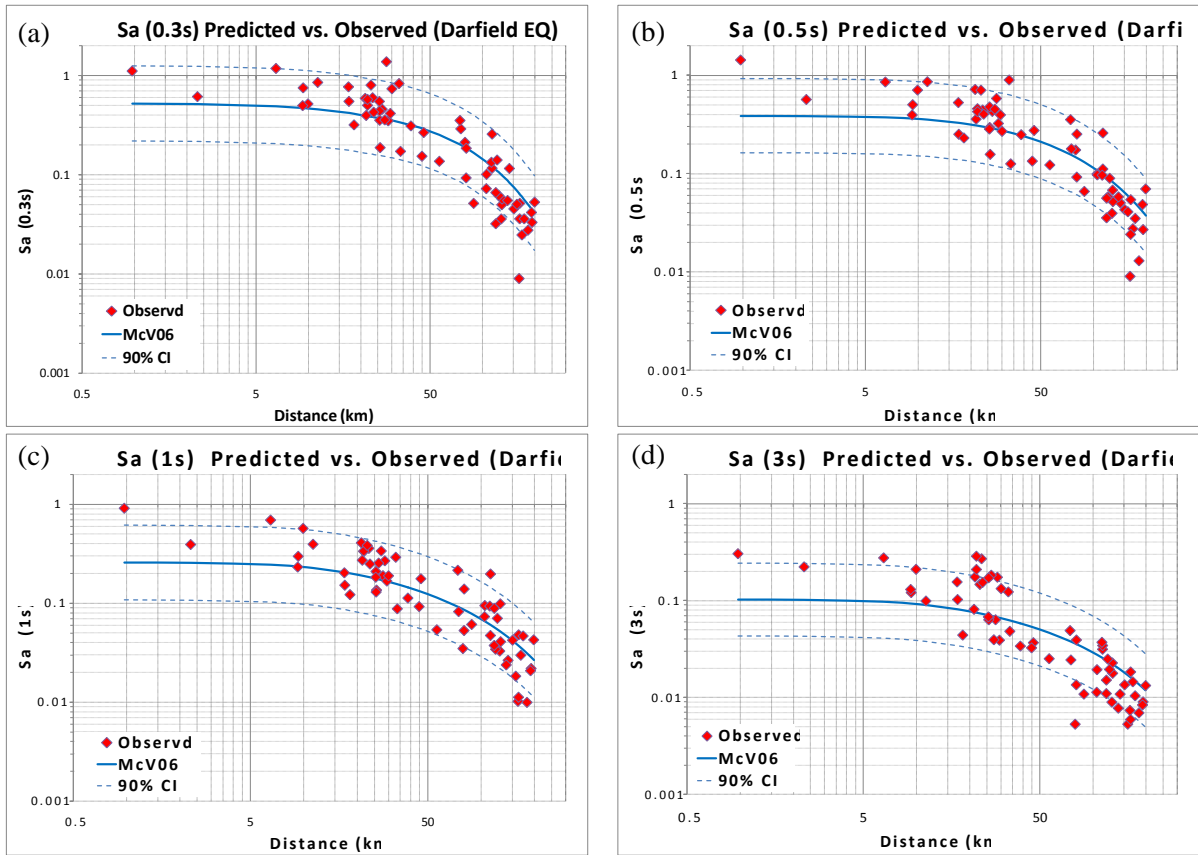 (a)
Sa (0.3s) Predicted vs. Observed (Darfield EQ)
1
0.1
0.01
0.001
Sa (0.3s)
Observd
McV06
90% CI
0.5
5
50
Distance (km)
(b)
Sa (0.5s) Predicted vs. Observed (Darfi
1
0.1
0.01
0.001
Sa (0.5s
Observed
McV06
90% CI
0.5
5
50
Distance (kn
(c)
Sa (1s) Predicted vs. Observed (Darfi
1
0.1
0.01
0.001
Sa (1s)
Observd
McV06
90% CI
0.5
5
50
Distance (kn
(d)
Sa (3s) Predicted vs. Observed (Darfi
1
0.1
0.01
0.001
Sa (3s)
Observed
McV06
90% CI
0.5
5
50
Distance (kn